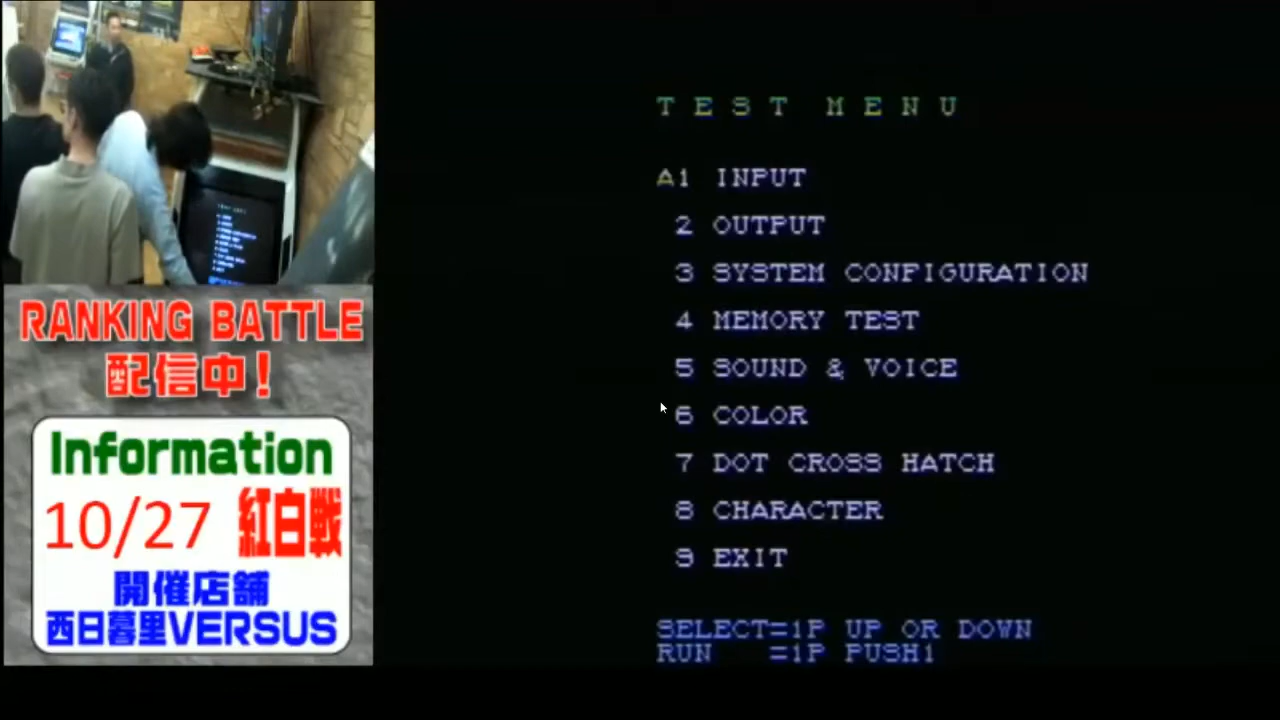 RANKING BATTLE
配信中!
Information
10/27 紅白戦
開催店舗
西日暮里VERSUS
TEST MENU
A1 INPUT
2 OUTPUT
3 SYSTEM CONFIGURATION
4 MEMORY TEST
5 SOUND & VOICE
6 COLOR
7 DOT CROSS HATCH
8 CHARACTER
9 EXIT
SELECT=1P UP OR DOWN
RUN =1P PUSH1